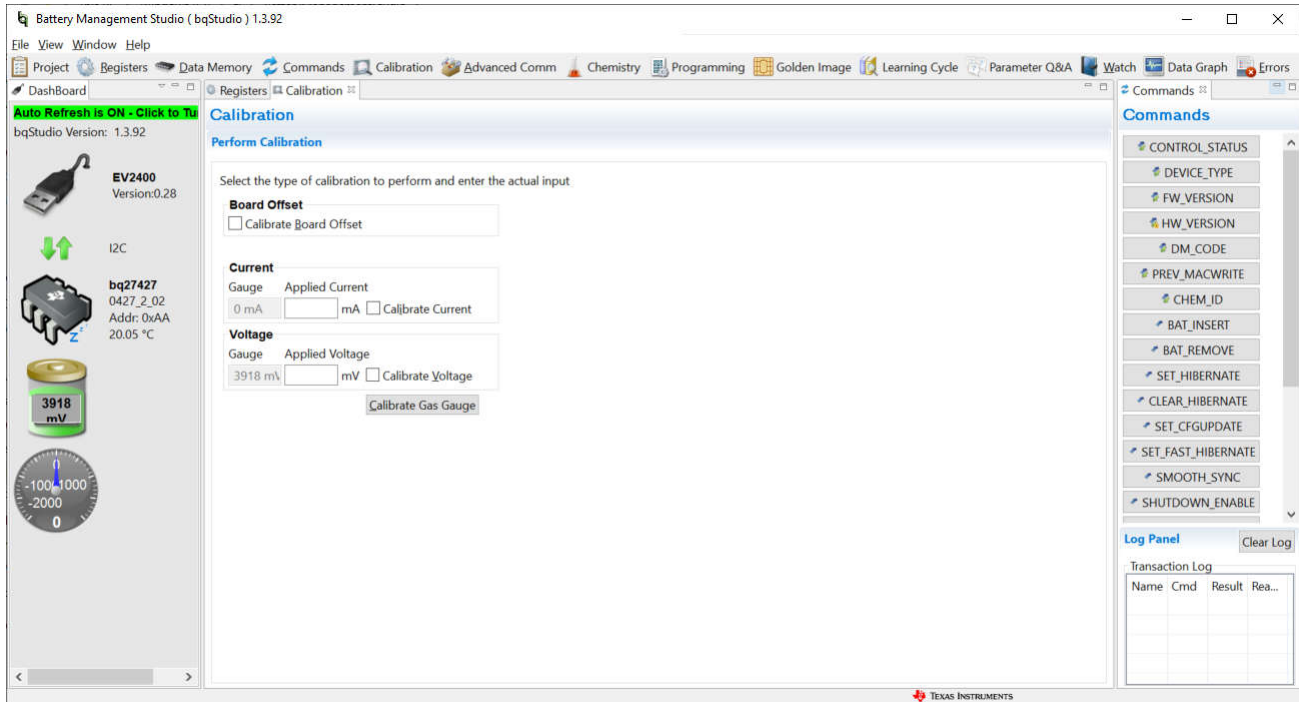 Battery Management Studio ( bqStudio ) 1.3.92
File View Window Help
Project Registers Data Memory Commands Calibration Advanced Comm Chemistry Programming Golden Image Learning Cycle Parameter Q&A Watch Data Graph Errors
DashBoard
Auto Refresh is ON - Click to Tu
bqStudio Version: 1.3.92
EV2400
Version:0.28
I2C
bq27427
0427_2_02
Addr: 0xAA
20.05 °C
Z
3918
mV
0
-100 1000
-2000
0
Registers Calibration
Calibration
Perform Calibration
Select the type of calibration to perform and enter the actual input
Board Offset
Calibrate Board Offset
Current
Gauge Applied Current
0 mA mA Calibrate Current
Voltage
Gauge Applied Voltage
3918 mV mV Calibrate Voltage
Calibrate Gas Gauge
Commands
Commands
CONTROL_STATUS
DEVICE_TYPE
FW_VERSION
HW_VERSION
DM_CODE
PREV_MACWRITE
CHEM_ID
BAT_INSERT
BAT_REMOVE
SET_HIBERNATE
CLEAR_HIBERNATE
SET_CFGUPDATE
SET_FAST_HIBERNATE
SMOOTH_SYNC
SHUTDOWN_ENABLE
Log Panel Clear Log
Transaction Log
Name Cmd Result Rea...
TEXAS INSTRUMENTS